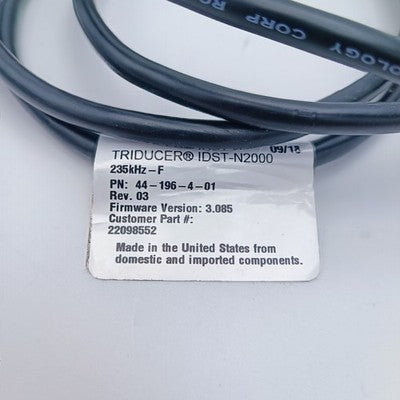 OLOGY CORP RO
09/15
TRIDUCER® IDST-N2000
235kHz-F
PN: 44-196-4-01
Rev. 03
Firmware Version: 3.085
Customer Part #:
22098552
Made in the United States from
domestic and imported components.